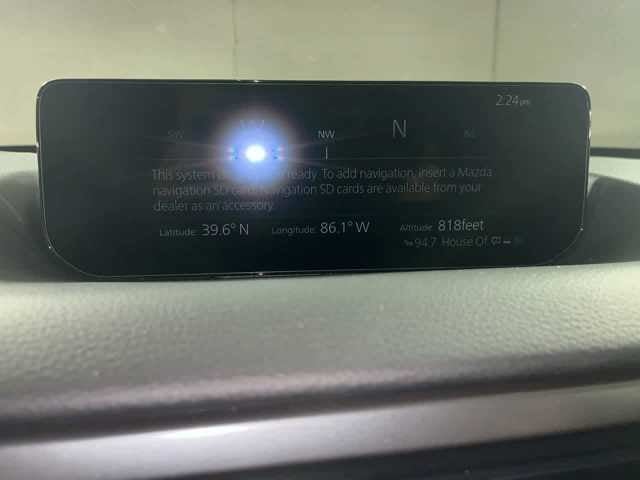 2:24 pm
SW W NW N NE
This system is ready. To add navigation, insert a Mazda
navigation SD card. Navigation SD cards are available from your
dealer as an accessory.
Latitude: 39.6° N Longitude: 86.1° W Altitude: 818feet
94.7 House Of